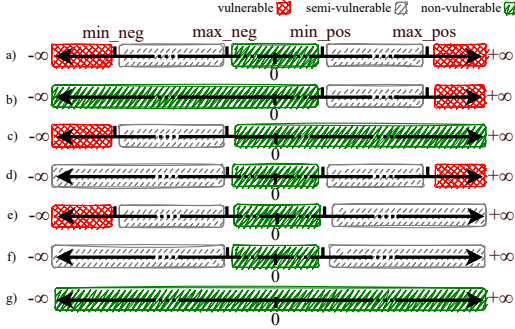 vulnerable semi-vulnerable non-vulnerable
min_neg max_neg min_pos max_pos
a) -∞ 0 +∞
b) -∞ 0 +∞
c) -∞ 0 +∞
d) -∞ 0 +∞
e) -∞ 0 +∞
f) -∞ 0 +∞
g) -∞ 0 +∞